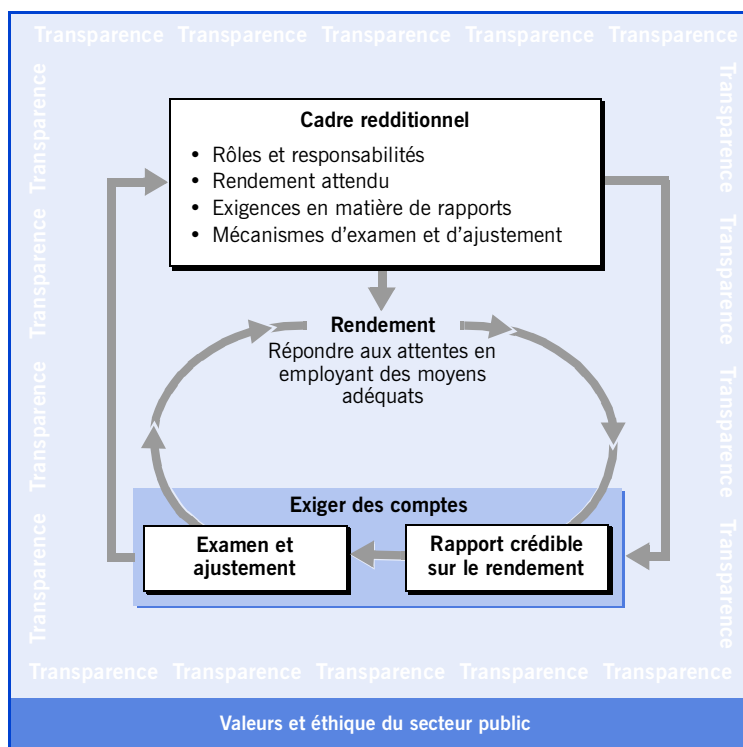 Transparence Transparence Transparence Transparence Transparence
Transparence
Transparence
Transparence
Transparence
Cadre redditionnel
• Rôles et responsabilités
• Rendement attendu
• Exigences en matière de rapports
• Mécanismes d'examen et d'ajustement
Rendement
Répondre aux attentes en
employant des moyens
adéquats
Exiger des comptes
Examen et
ajustement
Rapport crédible
sur le rendement
Transparence
Transparence
Transparence
Transparence
Transparence Transparence Transparence Transparence Transparence
Valeurs et éthique du secteur public